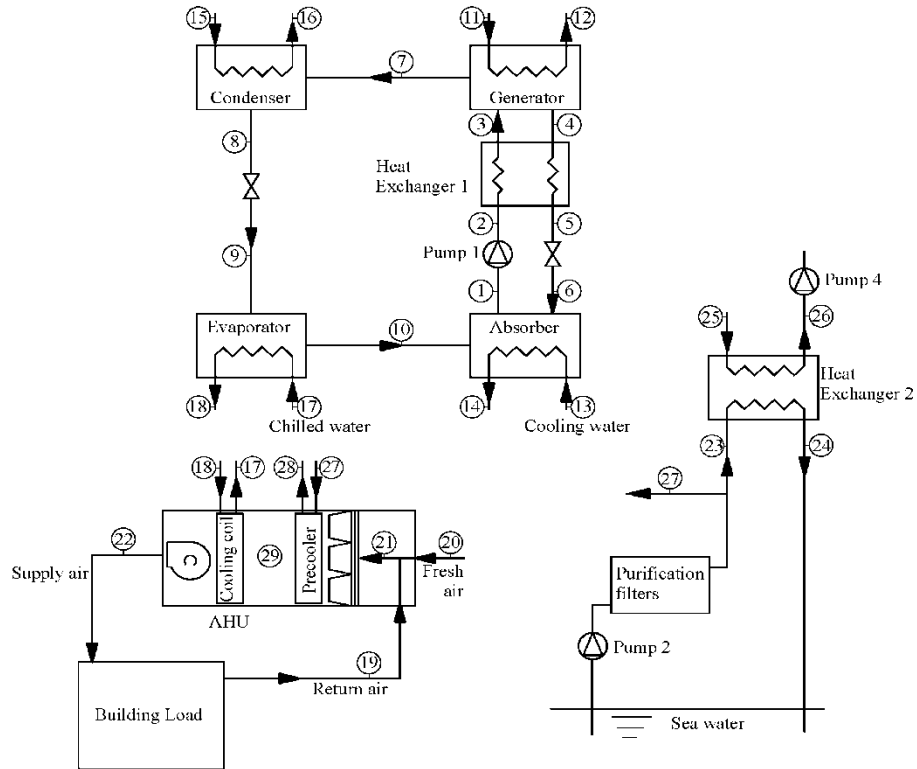 15
16
11
12
7
Condenser
Generator
8
3
4
Heat
Exchanger 1
2
5
9
Pump 1
1
6
Pump 4
Evaporator
10
Absorber
25
26
Heat
Exchanger 2
18
17
14
13
Chilled water
Cooling water
23
24
18
17
28
27
27
22
Cooling coil
29
Precooler
21
20
Supply air
Fresh
air
Purification
filters
C
AHU
Pump 2
19
Return air
Building Load
Sea water